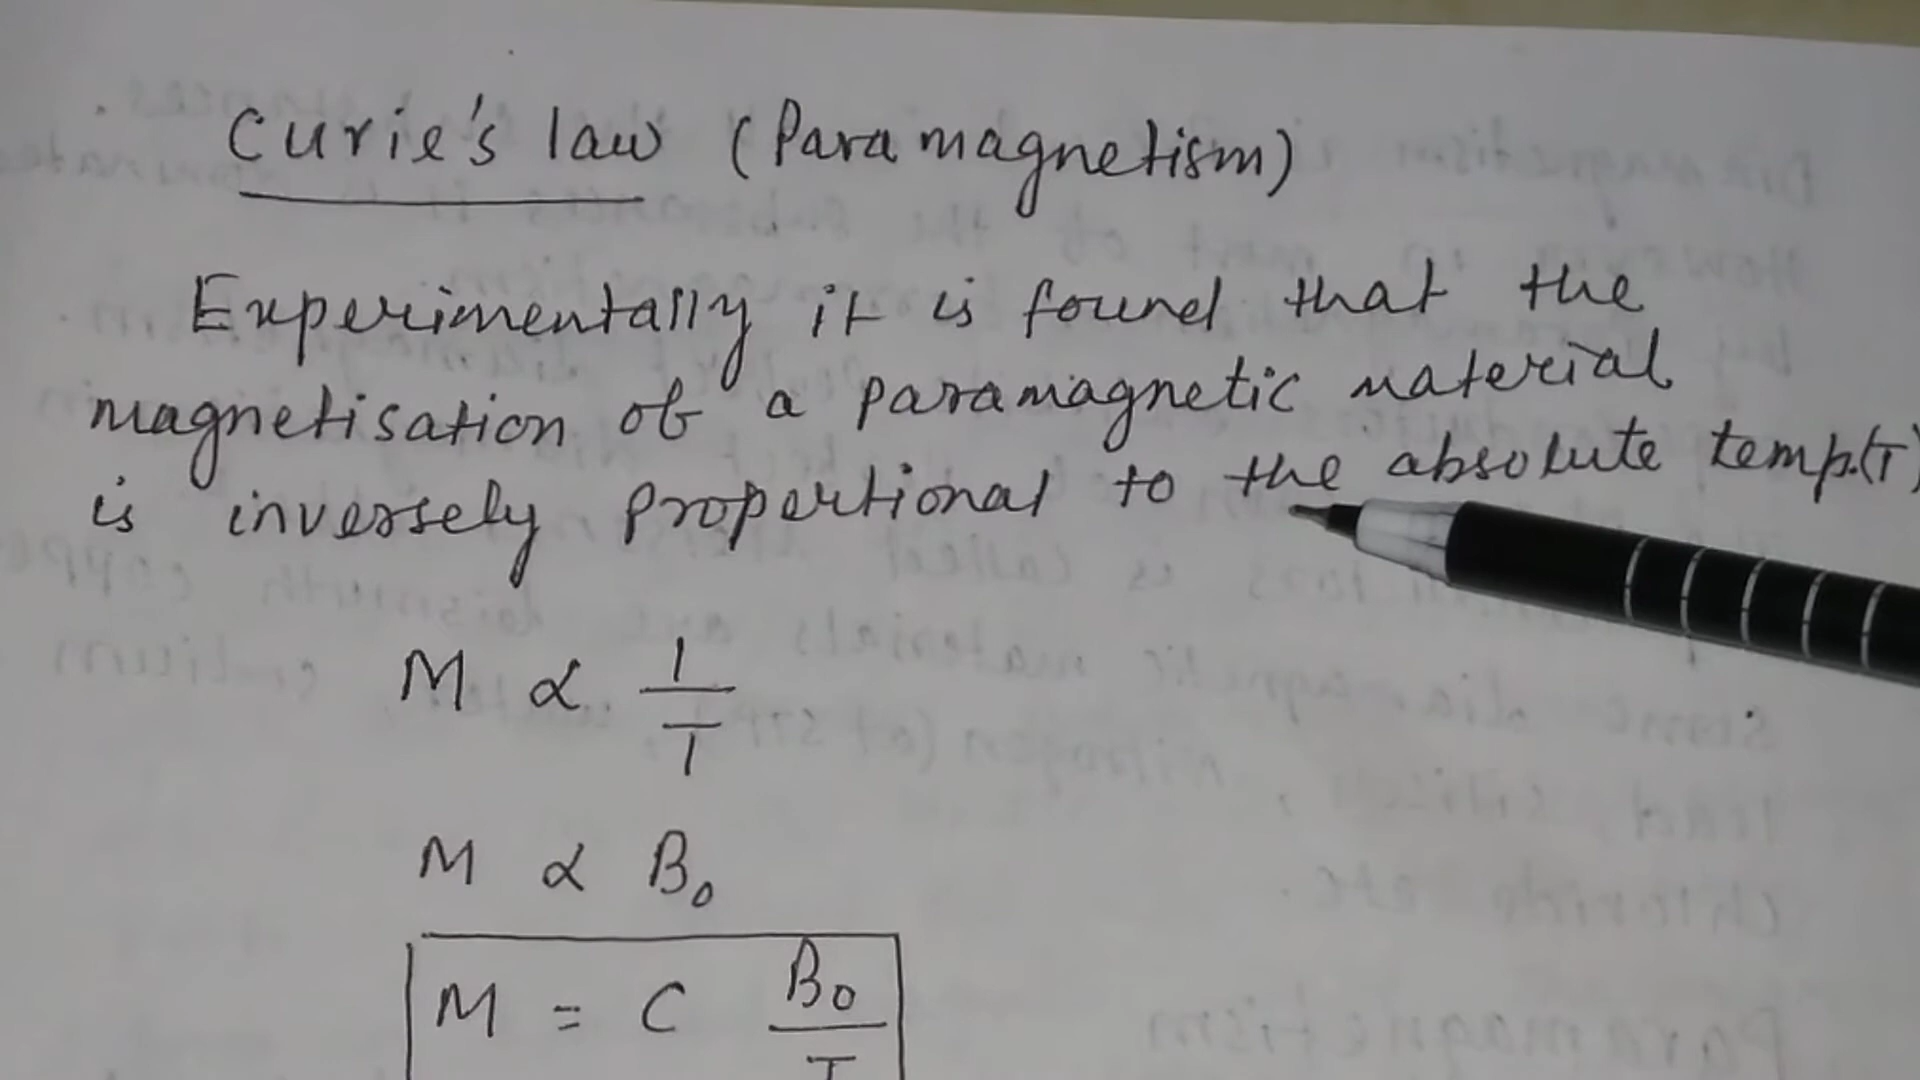 Curie's law (Paramagnetism)
Experimentally it is found that the
magnetisation of a paramagnetic material
is inversely propertional to the absolute temp.(T)
M ∝ 1/T
M ∝ B₀
M = C B₀/T